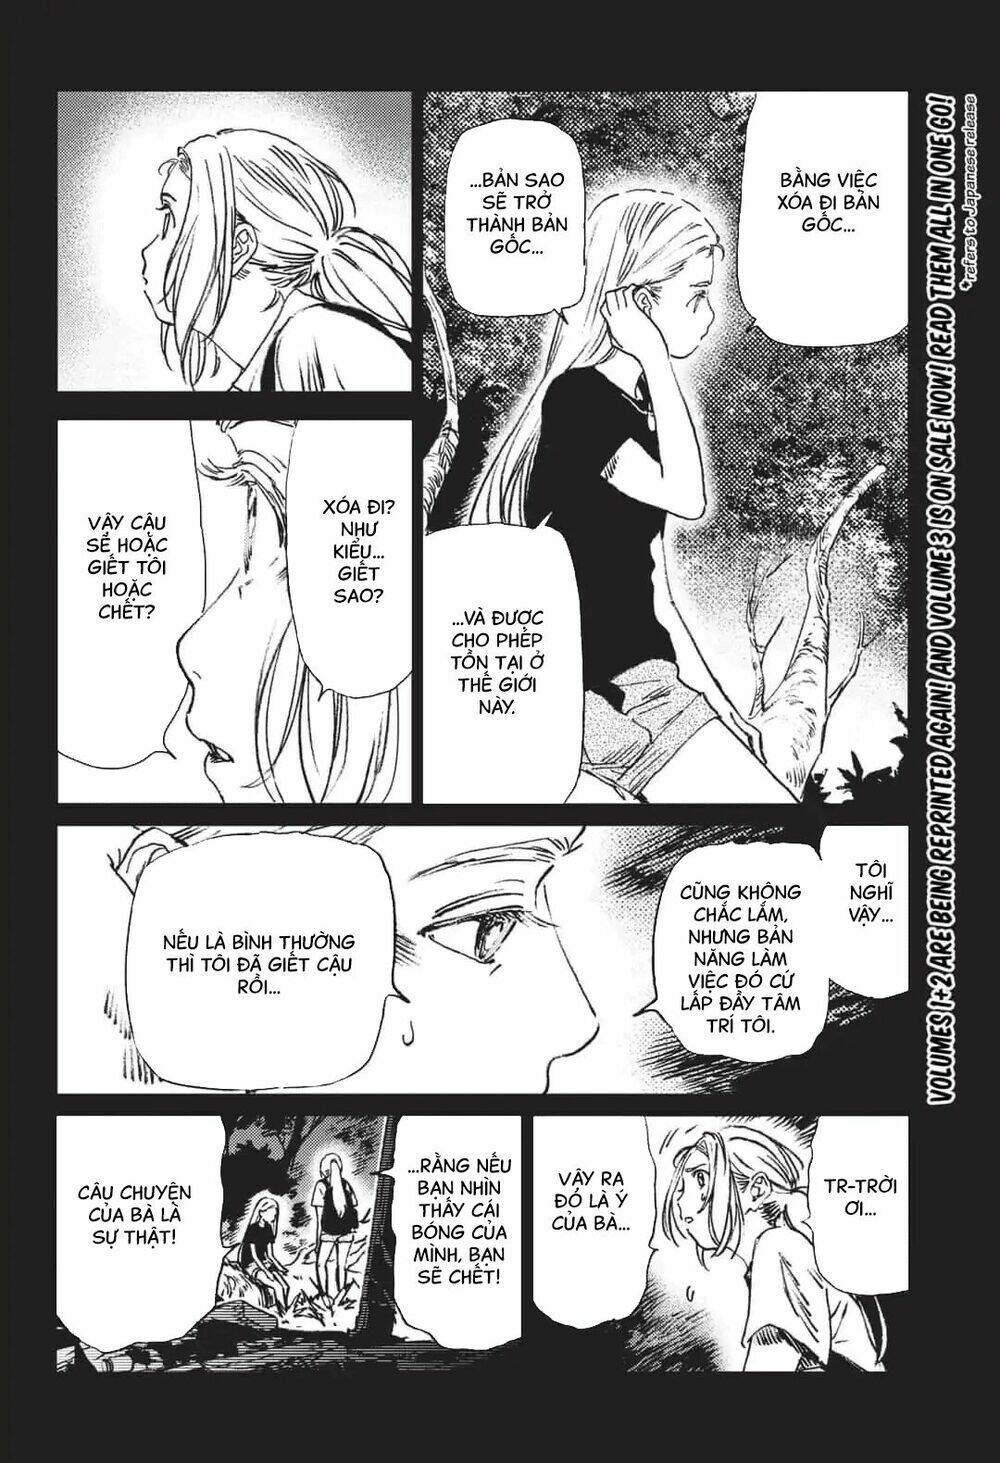 BẰNG VIỆC
XÓA ĐI BẢN
GỐC...
...BẢN SAO
SẼ TRỞ
THÀNH BẢN
GỐC...
...VÀ ĐƯỢC
CHO PHÉP
TỒN TẠI Ở
THẾ GIỚI
NÀY.
XÓA ĐI?
NHƯ
KIỂU...
GIẾT
SAO?
VẬY CẬU
SẼ HOẶC
GIẾT TÔI
HOẶC
CHẾT?
TÔI
NGHĨ
VẬY...
CŨNG KHÔNG
CHẮC LẮM,
NHƯNG BẢN
NĂNG LÀM
VIỆC ĐÓ CỨ
LẤP ĐẦY TÂM
TRÍ TÔI.
NẾU LÀ BÌNH THƯỜNG
THÌ TÔI ĐÃ GIẾT CẬU
RỒI...
TR-TRỜI
ƠI...
VẬY RA
ĐÓ LÀ Ý
CỦA BÀ...
...RẰNG NẾU
BẠN NHÌN
THẤY CÁI
BÓNG CỦA
MÌNH, BẠN
SẼ CHẾT!
CÂU CHUYỆN
CỦA BÀ LÀ
SỰ THẬT!
VOLUMES 1+2 ARE BEING REPRINTED AGAIN! AND VOLUME 3 IS ON SALE NOW! READ THEM ALL IN ONE GO!
*refers to Japanese release